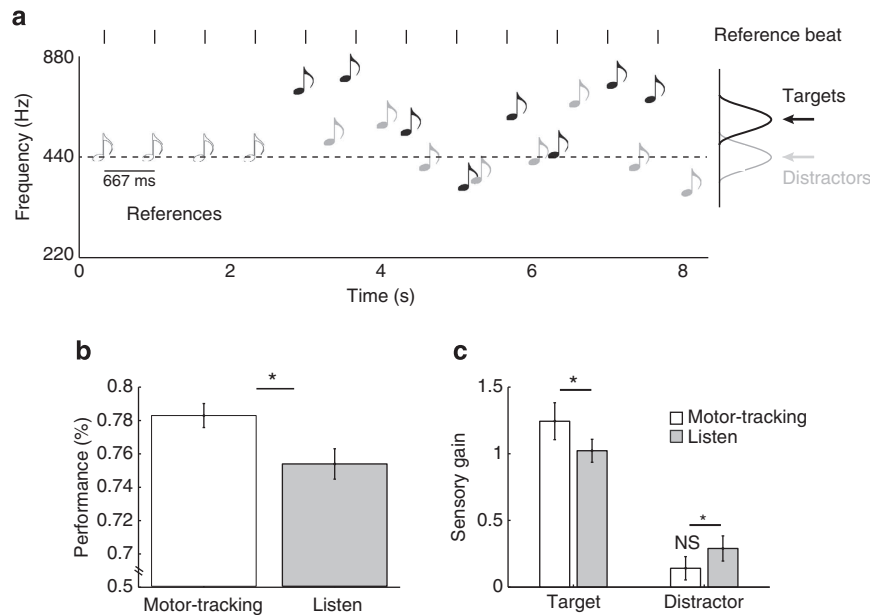 a
Reference beat
880
Targets
Frequency (Hz)
440
667 ms
Distractors
References
220
0 2 4 6 8
Time (s)
b
0.8
*
0.78
0.76
0.74
0.72
0.7
0.5
Performance (%)
Motor-tracking Listen
c
1.5
*
Motor-tracking
Listen
1
Sensory gain
0.5
*
NS
0
Target Distractor